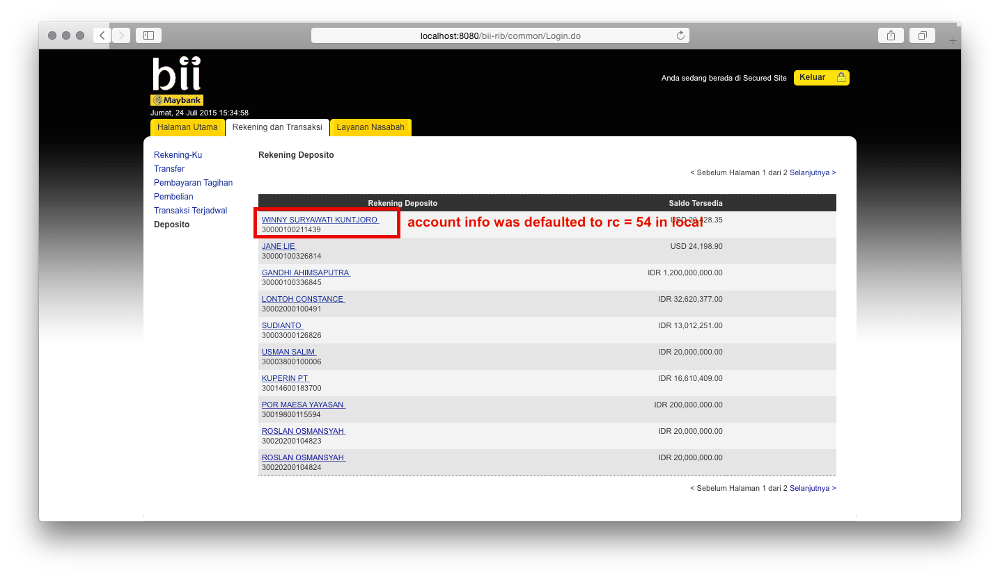 localhost:8080/bii-rib/common/Login.do
bii
Maybank
Anda sedang berada di Secured Site
Keluar
Jumat, 24 Juli 2015 15:34:58
Halaman Utama
Rekening dan Transaksi
Layanan Nasabah
Rekening-Ku
Transfer
Pembayaran Tagihan
Pembelian
Transaksi Terjadwal
Deposito
Rekening Deposito
< Sebelum Halaman 1 dari 2 Selanjutnya >
Rekening Deposito Saldo Tersedia
WINNY SURYAWATI KUNTJORO
30000100211439
account info was defaulted to rc = 54 in local
USD
JANE LIE USD 24,198.90
30000100326814
GANDHI AHIMSAPUTRA IDR 1,200,000,000.00
30000100336845
LONTOH CONSTANCE IDR 32,620,377.00
30002000100491
SUDIANTO IDR 13,012,251.00
30003000126826
USMAN SALIM IDR 20,000,000.00
30003800100006
KUPERIN PT IDR 16,610,409.00
30014600183700
POR MAESA YAYASAN IDR 200,000,000.00
30019800115594
ROSLAN OSMANSYAH IDR 20,000,000.00
30020200104823
ROSLAN OSMANSYAH IDR 20,000,000.00
30020200104824
< Sebelum Halaman 1 dari 2 Selanjutnya >